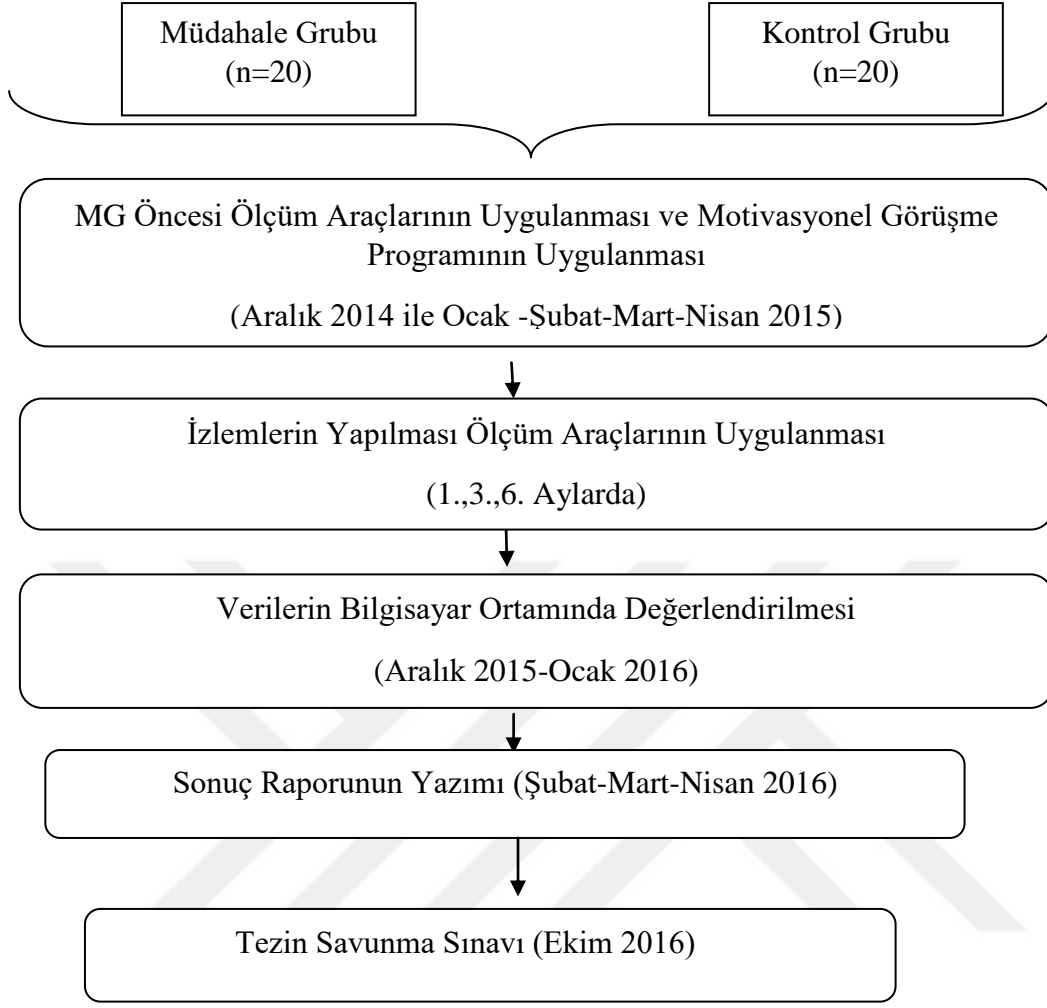 Müdahale Grubu
(n=20)
Kontrol Grubu
(n=20)
MG Öncesi Ölçüm Araçlarının Uygulanması ve Motivasyonel Görüşme
Programının Uygulanması
(Aralık 2014 ile Ocak -Şubat-Mart-Nisan 2015)
İzlemlerin Yapılması Ölçüm Araçlarının Uygulanması
(1.,3.,6. Aylarda)
Verilerin Bilgisayar Ortamında Değerlendirilmesi
(Aralık 2015-Ocak 2016)
Sonuç Raporunun Yazımı (Şubat-Mart-Nisan 2016)
Tezin Savunma Sınavı (Ekim 2016)